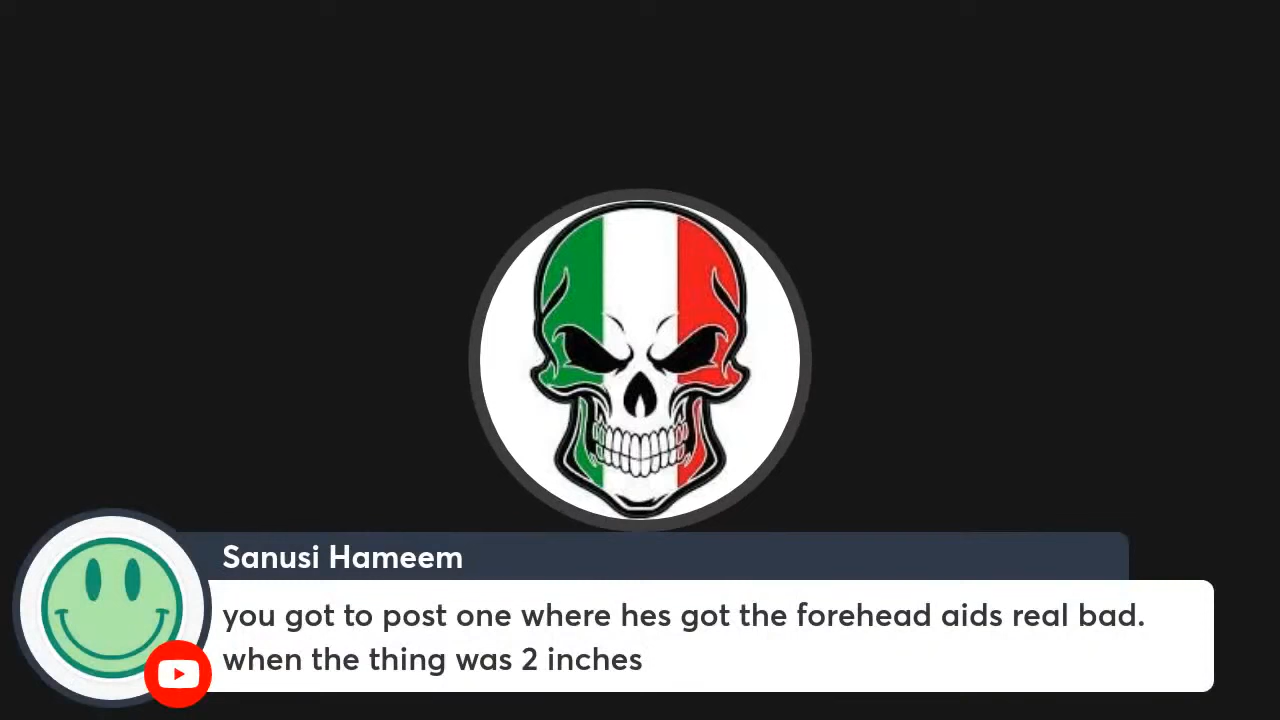 Sanusi Hameem
you got to post one where hes got the forehead aids real bad.
when the thing was 2 inches